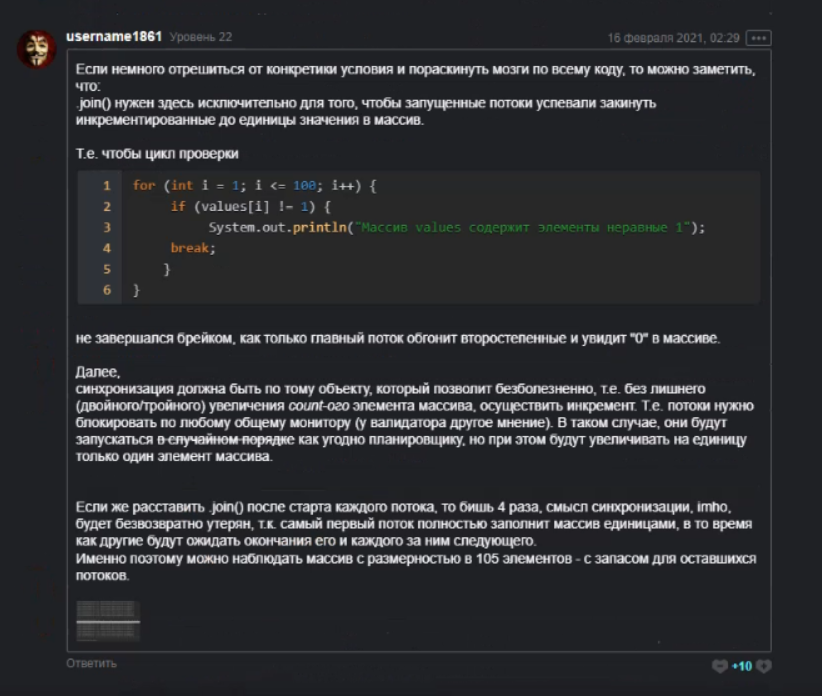 username1861 Уровень 22
16 февраля 2021, 02:29
Если немного отрешиться от конкретики условия и пораскинуть мозги по всему коду, то можно заметить,
что:
.join() нужен здесь исключительно для того, чтобы запущенные потоки успевали закинуть
инкрементированные до единицы значения в массив.
Т.е. чтобы цикл проверки
1 for (int i = 1; i <= 100; i++) {
2 if (values[i] != 1) {
3 System.out.println("Массив values содержит элементы неравные 1");
4 break;
5 }
6 }
не завершался брейком, как только главный поток обгонит второстепенные и увидит "0" в массиве.
Далее,
синхронизация должна быть по тому объекту, который позволит безболезненно, т.е. без лишнего
(двойного/тройного) увеличения count-ого элемента массива, осуществить инкремент. Т.е. потоки нужно
блокировать по любому общему монитору (у валидатора другое мнение). В таком случае, они будут
запускаться в случайном порядке как угодно планировщику, но при этом будут увеличивать на единицу
только один элемент массива.
Если же расставить .join() после старта каждого потока, то бишь 4 раза, смысл синхронизации, imho,
будет безвозвратно утерян, т.к. самый первый поток полностью заполнит массив единицами, в то время
как другие будут ожидать окончания его и каждого за ним следующего.
Именно поэтому можно наблюдать массив с размерностью в 105 элементов - с запасом для оставшихся
потоков.
Ответить
+10